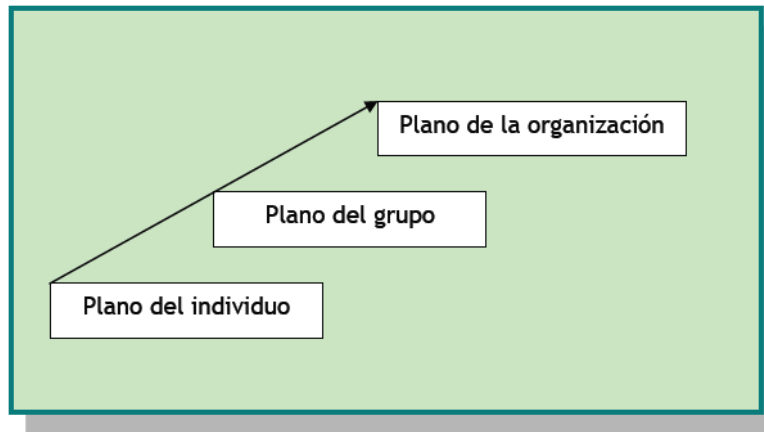 Plano de la organización
Plano del grupo
Plano del individuo